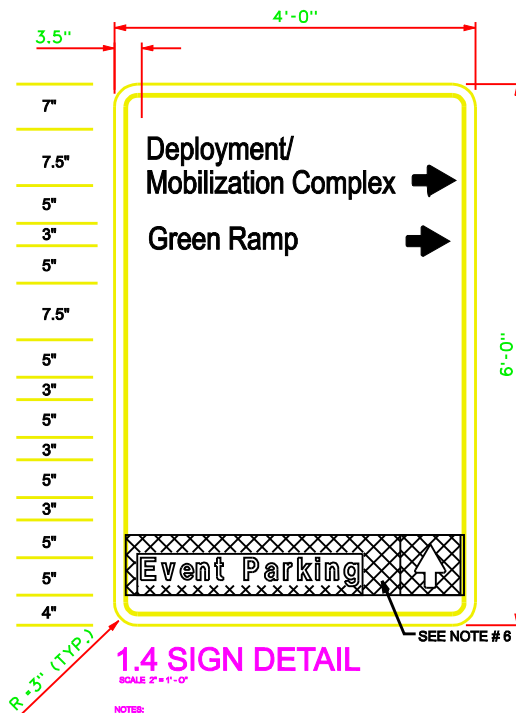 4'-0"
3.5"
7"
7.5"
5"
3"
5"
7.5"
5"
3"
5"
3"
5"
3"
5"
5"
4"
Deployment/
Mobilization Complex
Green Ramp
6'-0"
Event Parking
SEE NOTE # 6
R =3" (TYP.)
1.4 SIGN DETAIL
SCALE 2" = 1'-0"
NOTES: